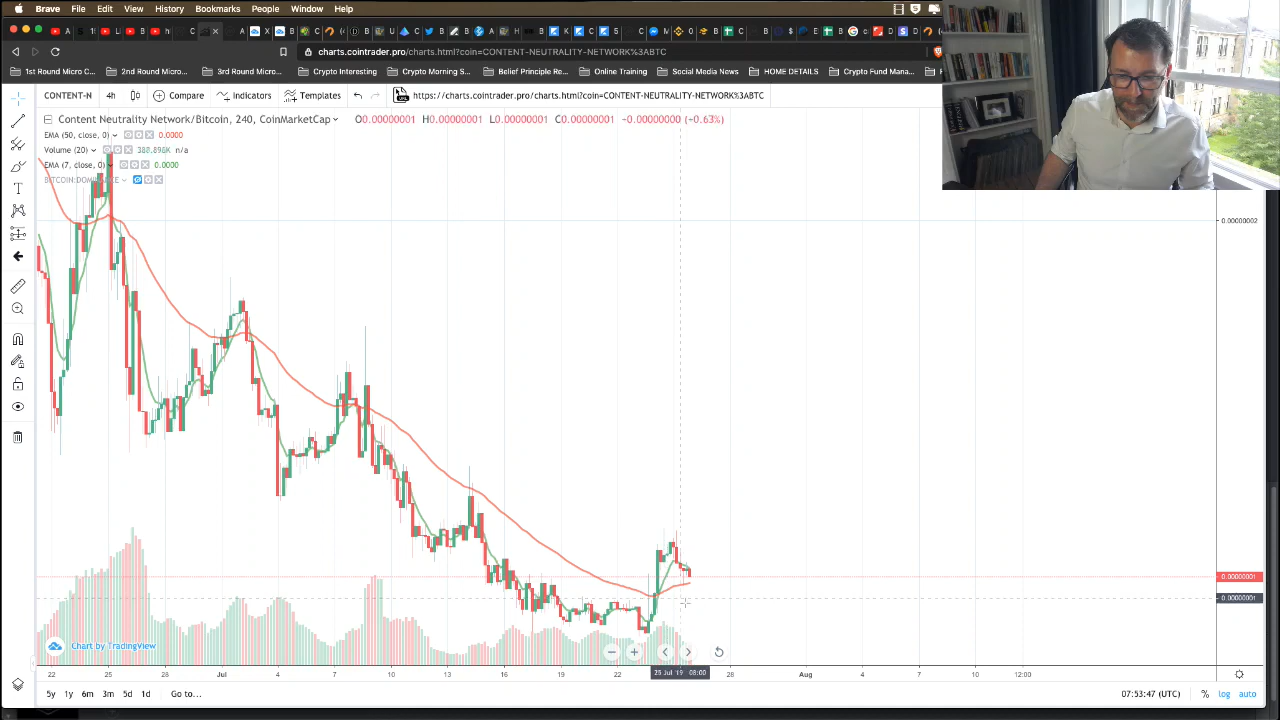 Safari File Edit View History Bookmarks People Window Help
charts.cointrader.pro/charts.html?coin=CONTENT-NEUTRALITY-NETWORK%3ABTC
1st Round Micro C... 2nd Round Micro... 3rd Round Micro... Crypto Interesting Crypto Morning S... Belief Principle Re... Online Training Social Media News HOME DETAILS Crypto Fund Mana...
CONTENT-N 4h Compare Indicators Templates https://charts.cointrader.pro/charts.html?coin=CONTENT-NEUTRALITY-NETWORK%3ABTC
Content Neutrality Network/Bitcoin, 240, CoinMarketCap O0.00000001 H0.00000001 L0.00000001 C0.00000001 −0.00000000 (−0.63%)
EMA (50, close, 0) 0.0000
Volume (20) 388.898K n/a
EMA (7, close, 0) 0.0000
BITCOIN:DOMINANCE
0.00000002
0.00000001
0.00000001
Chart by TradingView
22 25 28 Jul 4 7 10 13 16 19 22 25 Jul '19 08:00 28 Aug 4 7 10 12:00
5y 1y 6m 3m 5d 1d Go to... 07:53:47 (UTC) % log auto